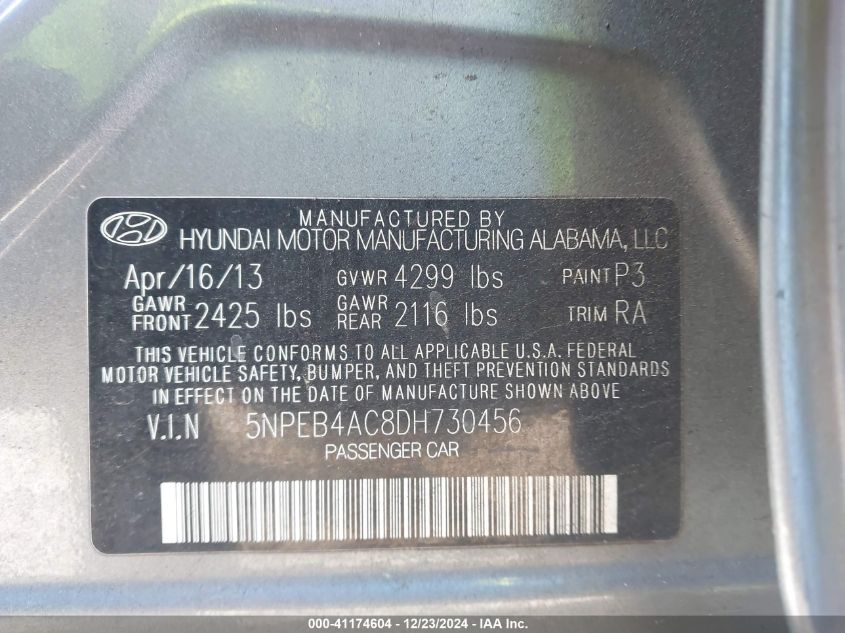 MANUFACTURED BY
HYUNDAI MOTOR MANUFACTURING ALABAMA, LLC
Apr/16/13 GVWR 4299 lbs PAINT P3
GAWR FRONT 2425 lbs GAWR REAR 2116 lbs TRIM RA
THIS VEHICLE CONFORMS TO ALL APPLICABLE U.S.A. FEDERAL
MOTOR VEHICLE SAFETY, BUMPER, AND THEFT PREVENTION STANDARDS
IN EFFECT ON THE DATE OF MANUFACTURE SHOWN ABOVE
V.I.N 5NPEB4AC8DH730456
PASSENGER CAR
000-41174604 - 12/23/2024 - IAA Inc.